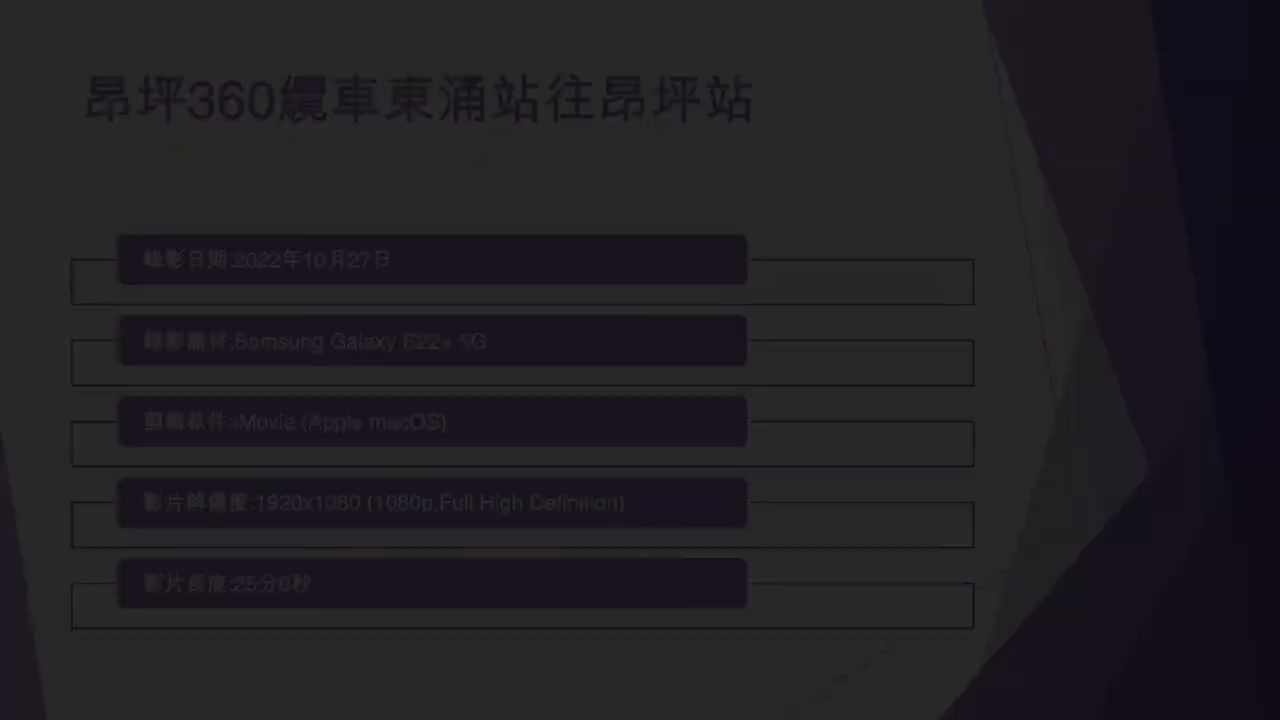 昂坪360纜車東涌站往昂坪站
錄影日期:2022年10月27日
錄影器材:Samsung Galaxy S22+ 5G
剪輯軟件:iMovie (Apple macOS)
影片解像度:1920x1080 (1080p,Full High Definition)
影片長度:25分0秒